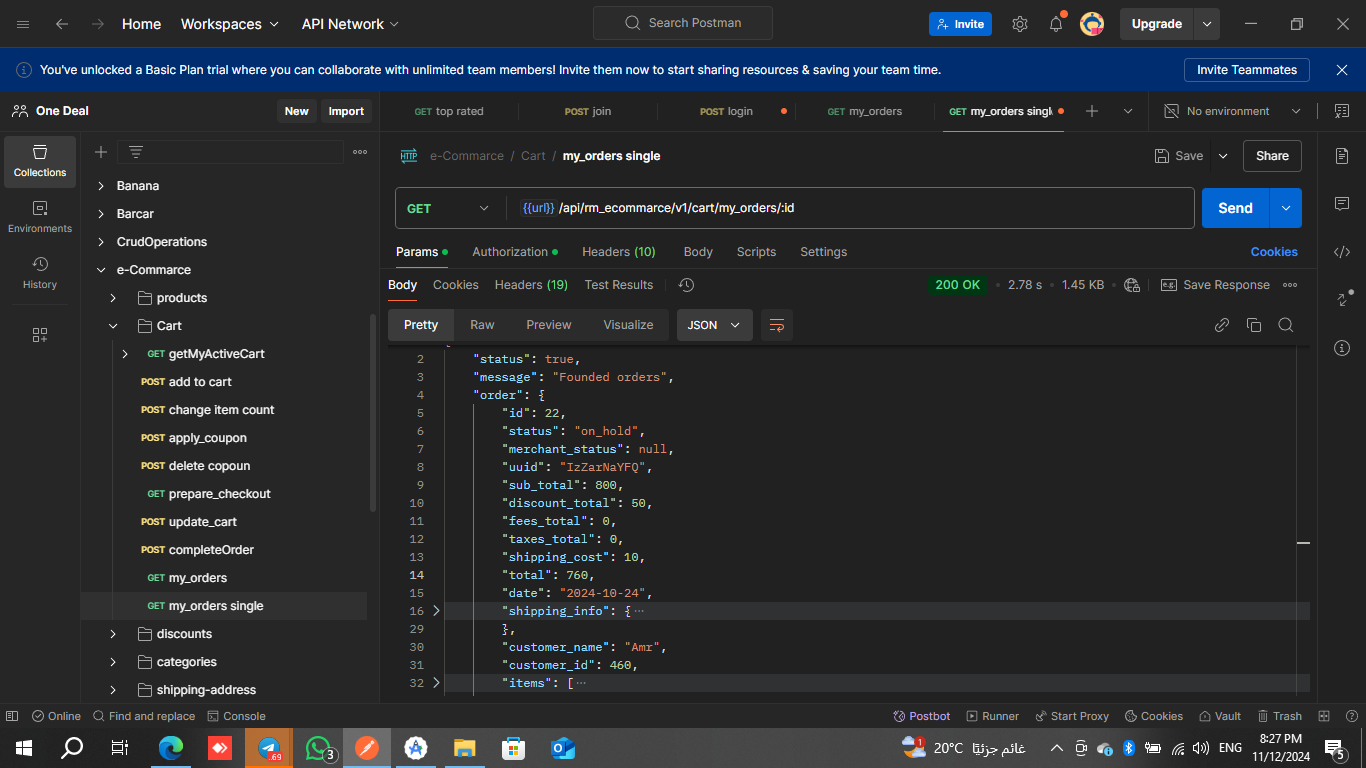 Home Workspaces API Network Search Postman Invite Upgrade
You've unlocked a Basic Plan trial where you can collaborate with unlimited team members! Invite them now to start sharing resources & saving your team time. Invite Teammates
One Deal New Import GET top rated POST join POST login GET my_orders GET my_orders singl No environment
Collections
Environments
History
Banana
Barcar
CrudOperations
e-Commarce
products
Cart
GET getMyActiveCart
POST add to cart
POST change item count
POST apply_coupon
POST delete copoun
GET prepare_checkout
POST update_cart
POST completeOrder
GET my_orders
GET my_orders single
discounts
categories
shipping-address
HTTP e-Commarce / Cart / my_orders single Save Share
GET {{url}} /api/rm_ecommarce/v1/cart/my_orders/:id Send
Params Authorization Headers (10) Body Scripts Settings Cookies
Body Cookies Headers (19) Test Results 200 OK 2.78 s 1.45 KB e.g. Save Response
Pretty Raw Preview Visualize JSON
2 "status": true,
3 "message": "Founded orders",
4 "order": {
5 "id": 22,
6 "status": "on_hold",
7 "merchant_status": null,
8 "uuid": "IzZarNaYFQ",
9 "sub_total": 800,
10 "discount_total": 50,
11 "fees_total": 0,
12 "taxes_total": 0,
13 "shipping_cost": 10,
14 "total": 760,
15 "date": "2024-10-24",
16 "shipping_info": { ⋯
29 },
30 "customer_name": "Amr",
31 "customer_id": 460,
32 "items": [ ⋯
Online Find and replace Console Postbot Runner Start Proxy Cookies Vault Trash
.69 3 1 20°C غائم جزئيًا ENG 8:27 PM
11/12/2024 5